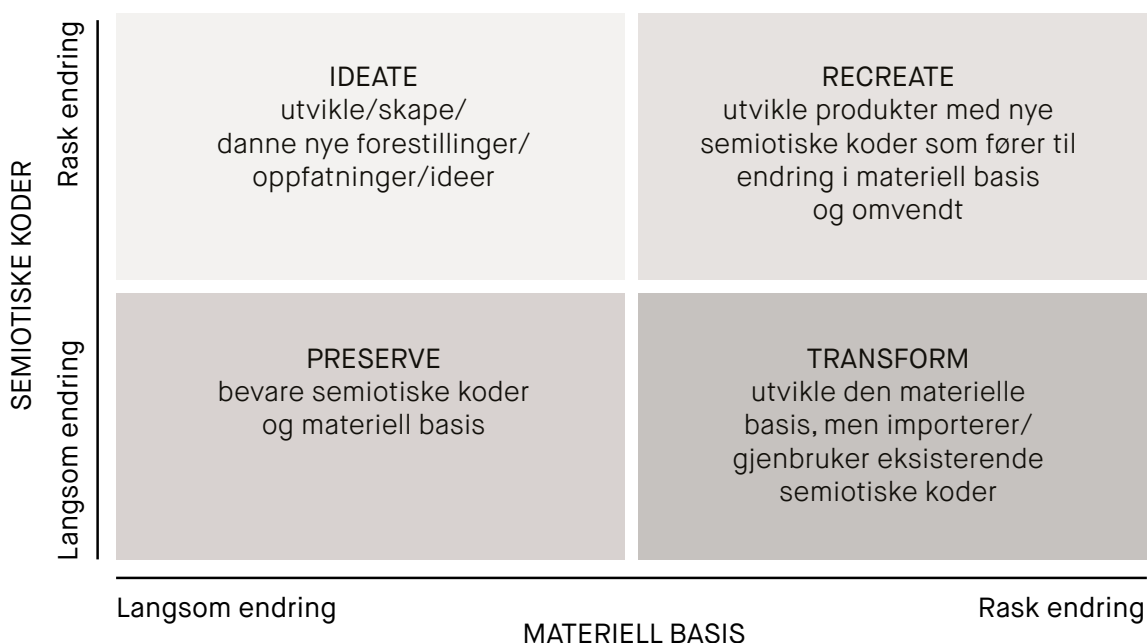 SEMIOTISKE KODER
Rask endring
Langsom endring
IDEATE
utvikle/skape/
danne nye forestillinger/
oppfatninger/ideer
RECREATE
utvikle produkter med nye
semiotiske koder som fører til
endring i materiell basis
og omvendt
PRESERVE
bevare semiotiske koder
og materiell basis
TRANSFORM
utvikle den materielle
basis, men importerer/
gjenbruker eksisterende
semiotiske koder
Langsom endring
Rask endring
MATERIELL BASIS